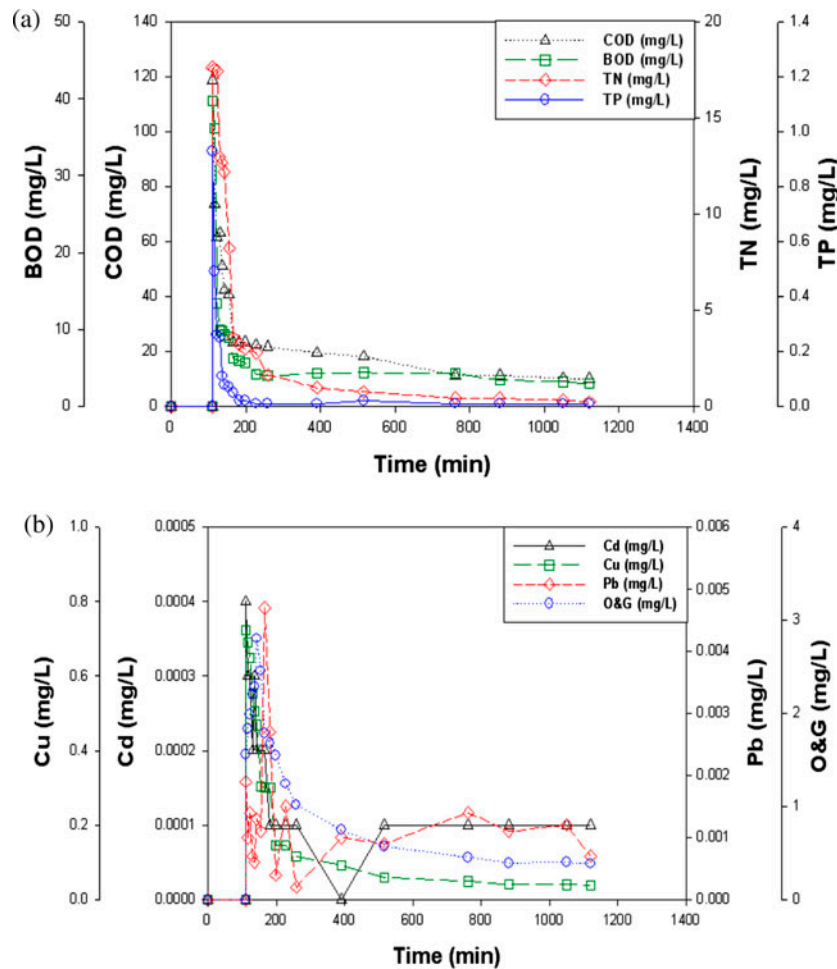 (a)
BOD (mg/L)
50
40
30
20
10
0
COD (mg/L)
140
120
100
80
60
40
20
0
COD (mg/L)
BOD (mg/L)
TN (mg/L)
TP (mg/L)
20
15
10
5
0
TN (mg/L)
1.4
1.2
1.0
0.8
0.6
0.4
0.2
0.0
TP (mg/L)
0 200 400 600 800 1000 1200 1400
Time (min)
(b)
Cu (mg/L)
1.0
0.8
0.6
0.4
0.2
0.0
Cd (mg/L)
0.0005
0.0004
0.0003
0.0002
0.0001
0.0000
Cd (mg/L)
Cu (mg/L)
Pb (mg/L)
O&G (mg/L)
0.006
0.005
0.004
0.003
0.002
0.001
0.000
Pb (mg/L)
4
3
2
1
0
O&G (mg/L)
0 200 400 600 800 1000 1200 1400
Time (min)